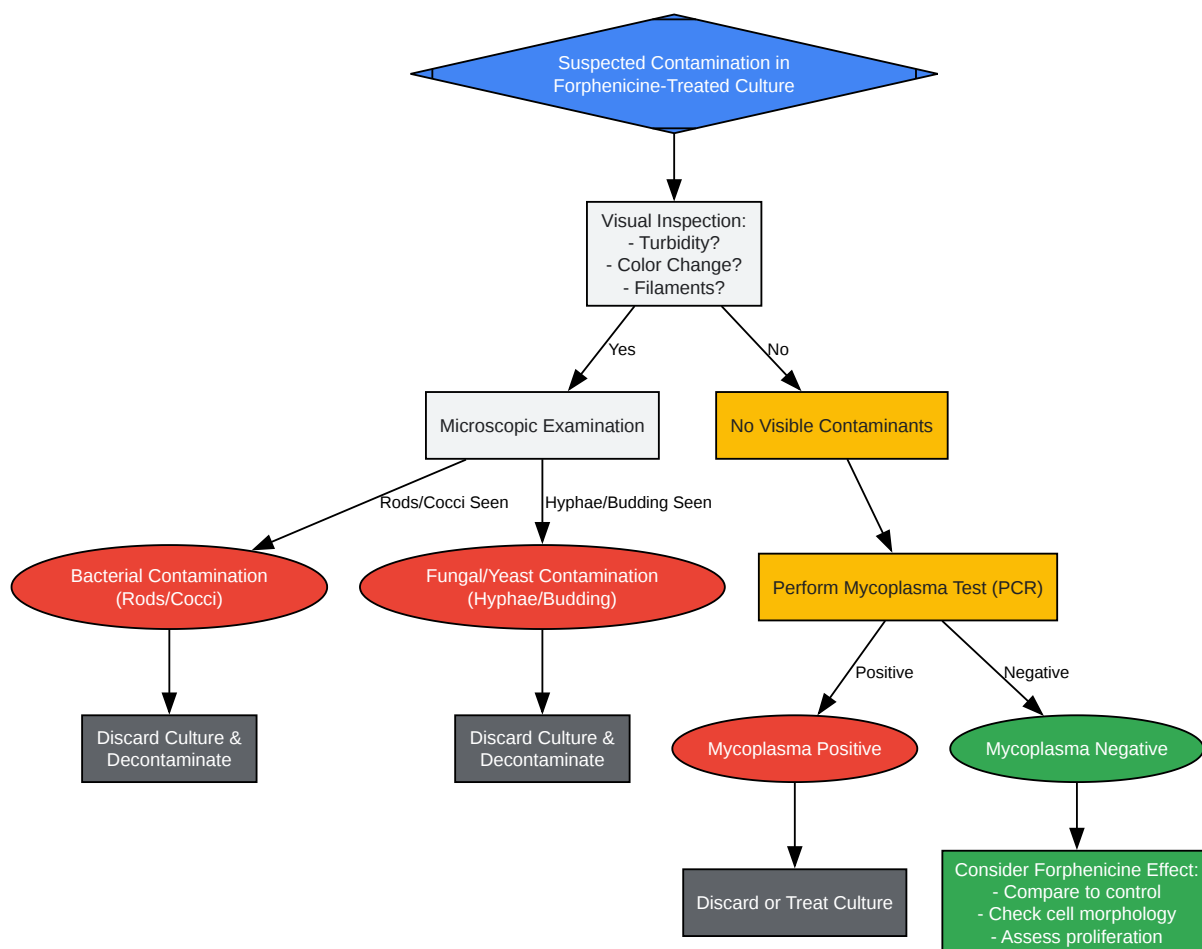 Suspected Contamination in
Forphenicine-Treated Culture
Visual Inspection:
- Turbidity?
- Color Change?
- Filaments?
Yes
No
Microscopic Examination
No Visible Contaminants
Rods/Cocci Seen
Hyphae/Budding Seen
Bacterial Contamination
(Rods/Cocci)
Fungal/Yeast Contamination
(Hyphae/Budding)
Perform Mycoplasma Test (PCR)
Positive
Negative
Discard Culture &
Decontaminate
Discard Culture &
Decontaminate
Mycoplasma Positive
Mycoplasma Negative
Discard or Treat Culture
Consider Forphenicine Effect:
- Compare to control
- Check cell morphology
- Assess proliferation